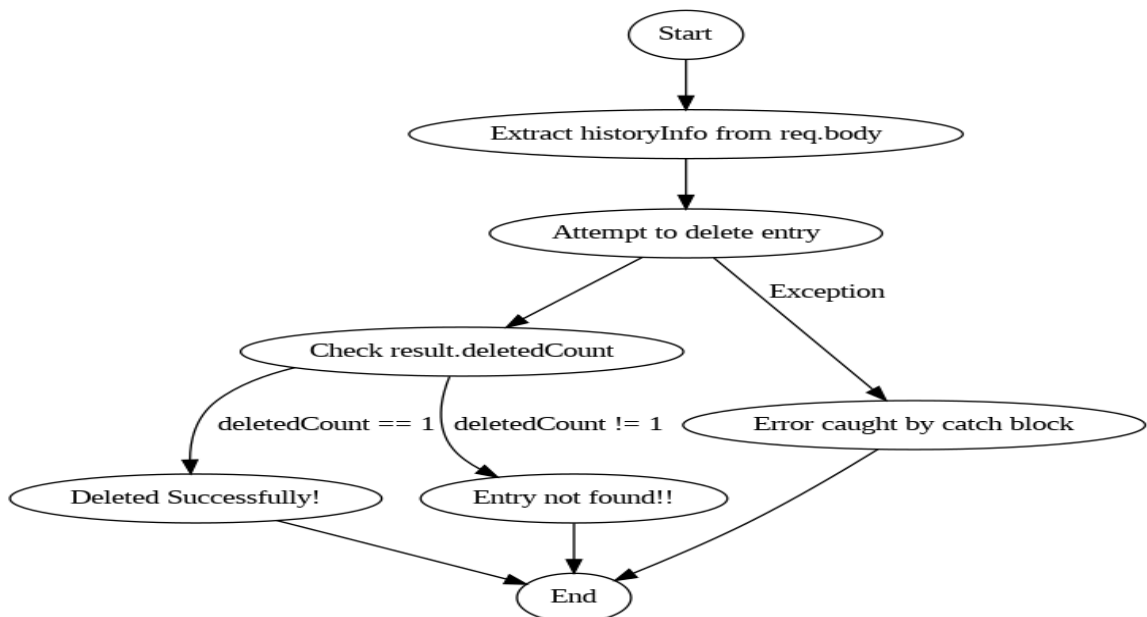 Start
Extract historyInfo from req.body
Attempt to delete entry
Exception
Check result.deletedCount
deletedCount == 1
deletedCount != 1
Error caught by catch block
Deleted Successfully!
Entry not found!!
End